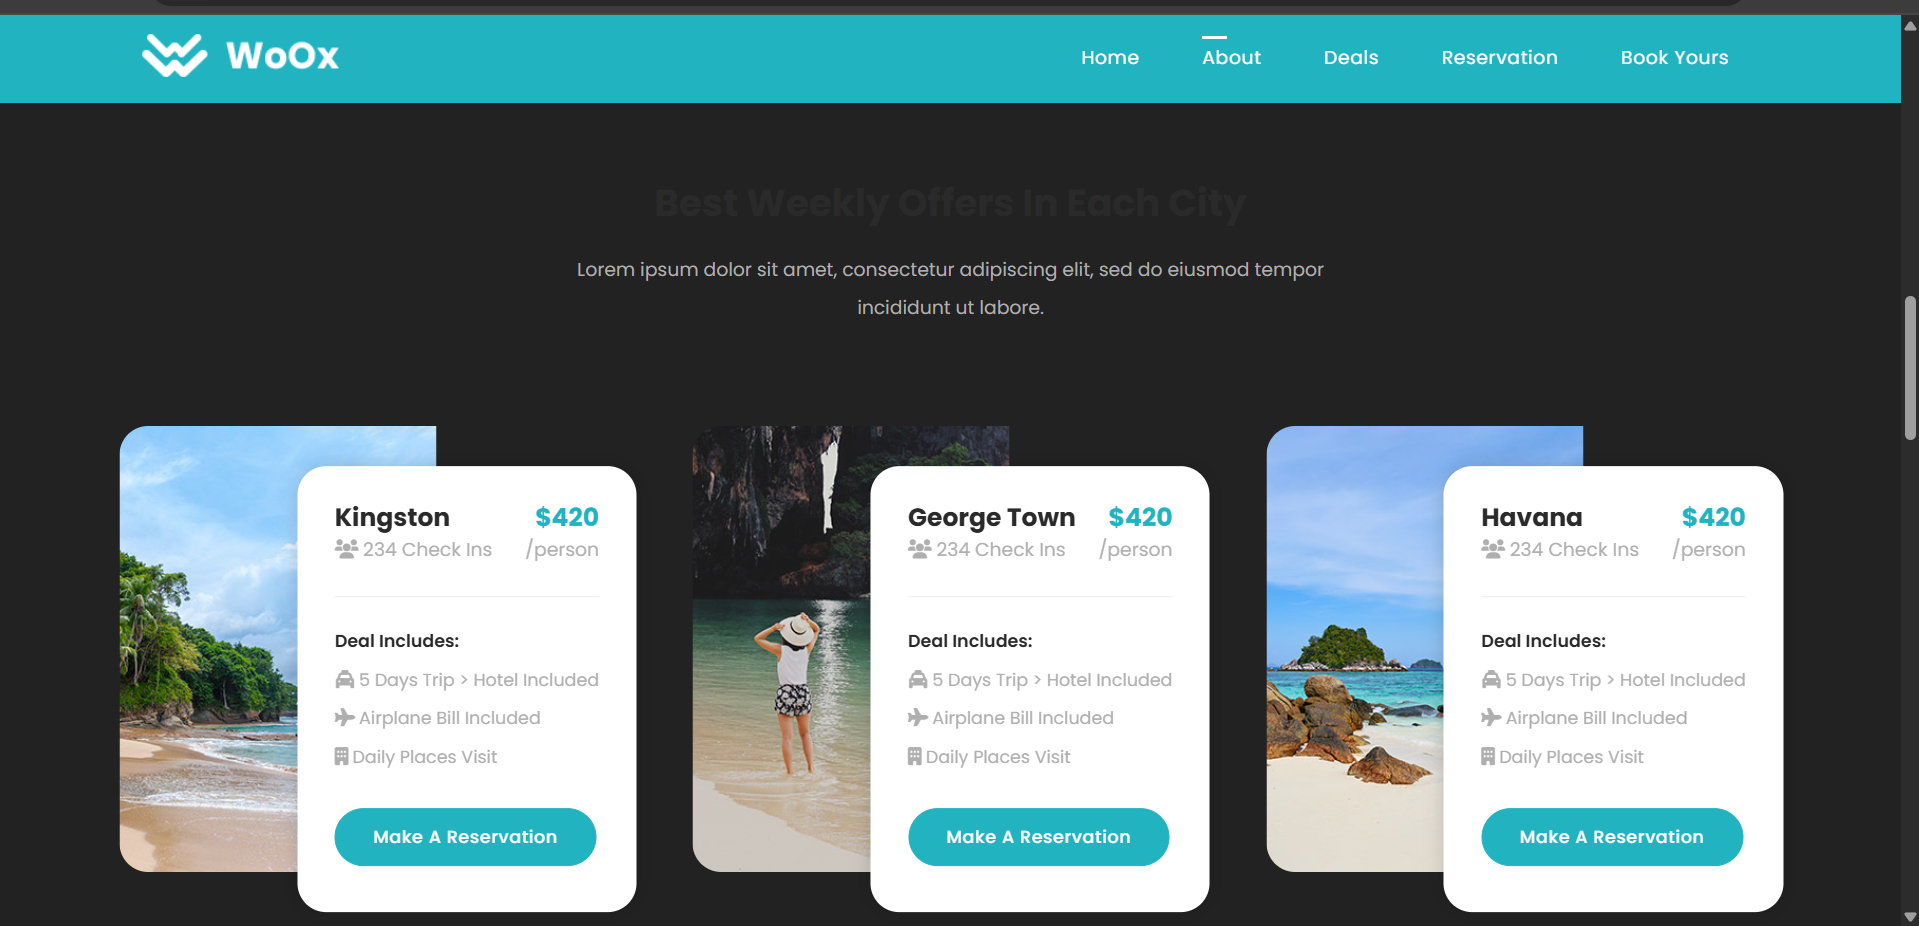 WoOx
Home About Deals Reservation Book Yours
Best Weekly Offers In Each City
Lorem ipsum dolor sit amet, consectetur adipiscing elit, sed do eiusmod tempor
incididunt ut labore.
Kingston $420
234 Check Ins /person
Deal Includes:
5 Days Trip > Hotel Included
Airplane Bill Included
Daily Places Visit
Make A Reservation
George Town $420
234 Check Ins /person
Deal Includes:
5 Days Trip > Hotel Included
Airplane Bill Included
Daily Places Visit
Make A Reservation
Havana $420
234 Check Ins /person
Deal Includes:
5 Days Trip > Hotel Included
Airplane Bill Included
Daily Places Visit
Make A Reservation